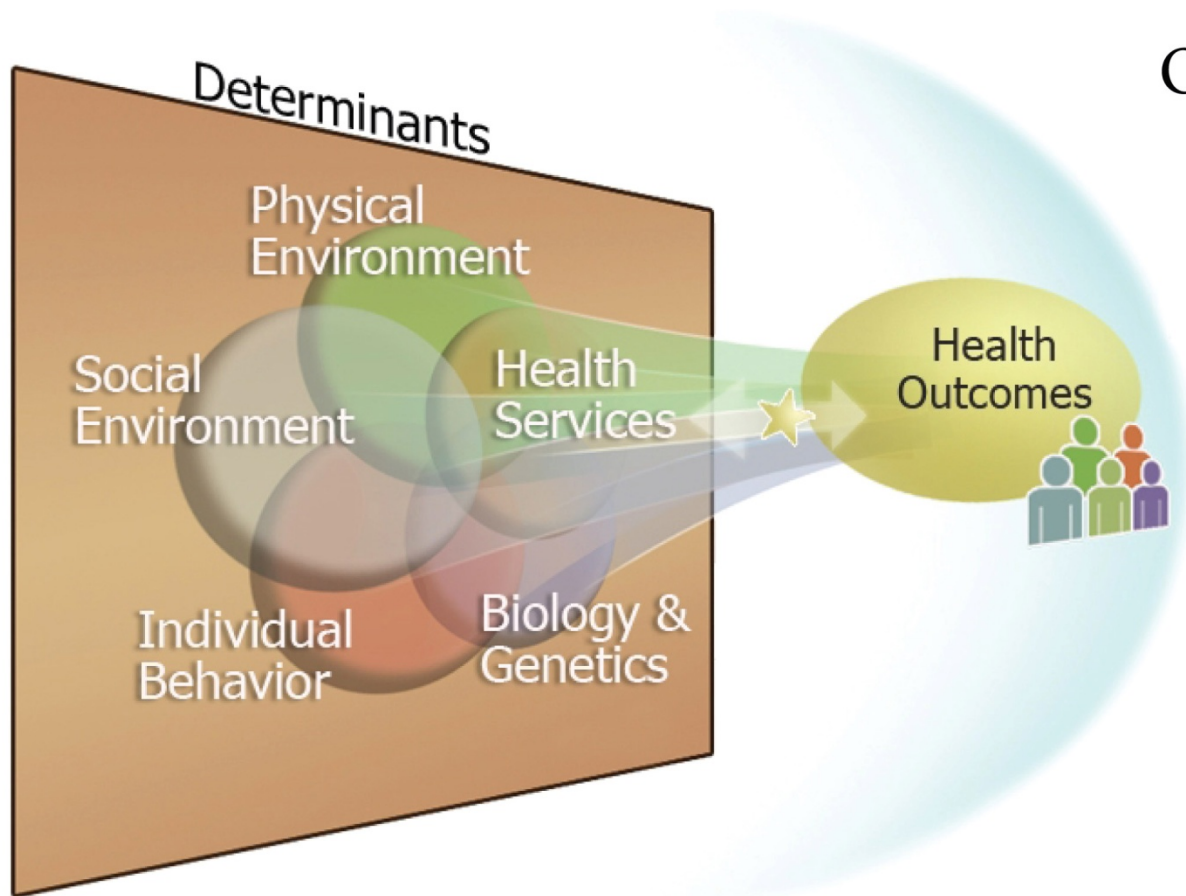 C
Determinants
Physical
Environment
Social
Environment
Health
Services
Health
Outcomes
Individual
Behavior
Biology &
Genetics